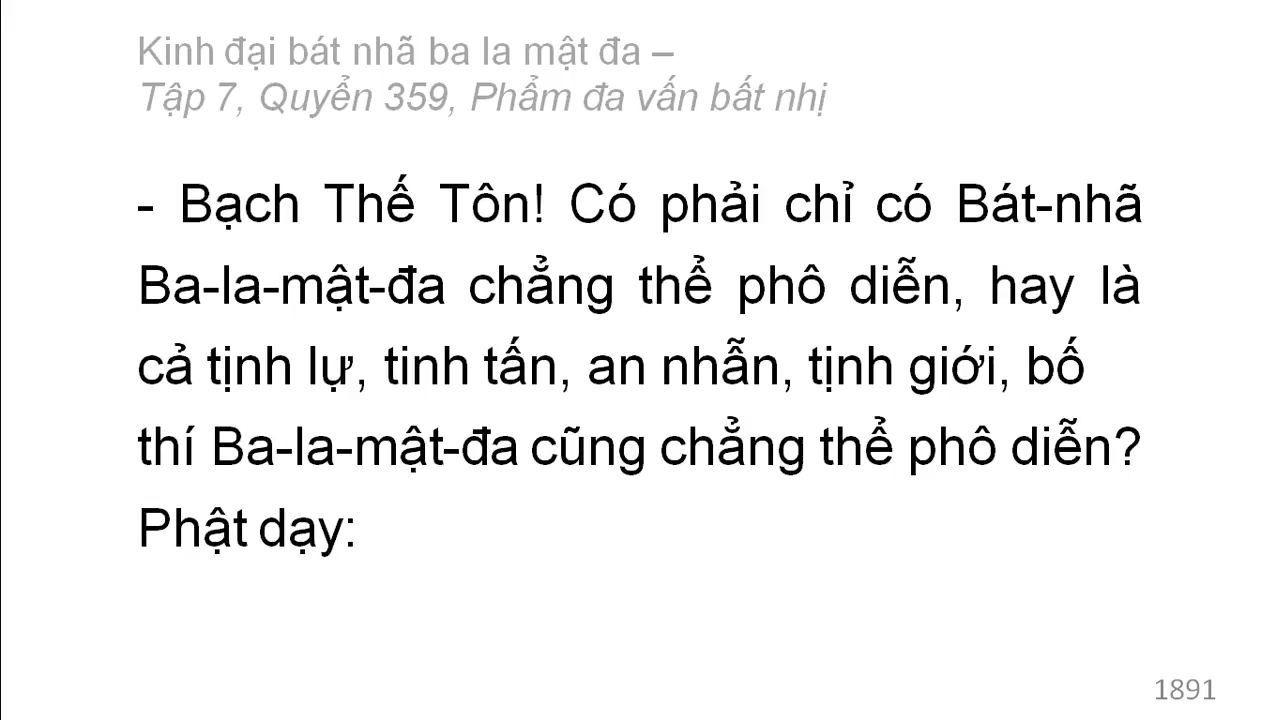 Kinh đại bát nhã ba la mật đa –
Tập 7, Quyển 359, Phẩm đa vấn bất nhị
- Bạch Thế Tôn! Có phải chỉ có Bát-nhã
Ba-la-mật-đa chẳng thể phô diễn, hay là
cả tịnh lự, tinh tấn, an nhẫn, tịnh giới, bố
thí Ba-la-mật-đa cũng chẳng thể phô diễn?
Phật dạy:
1891